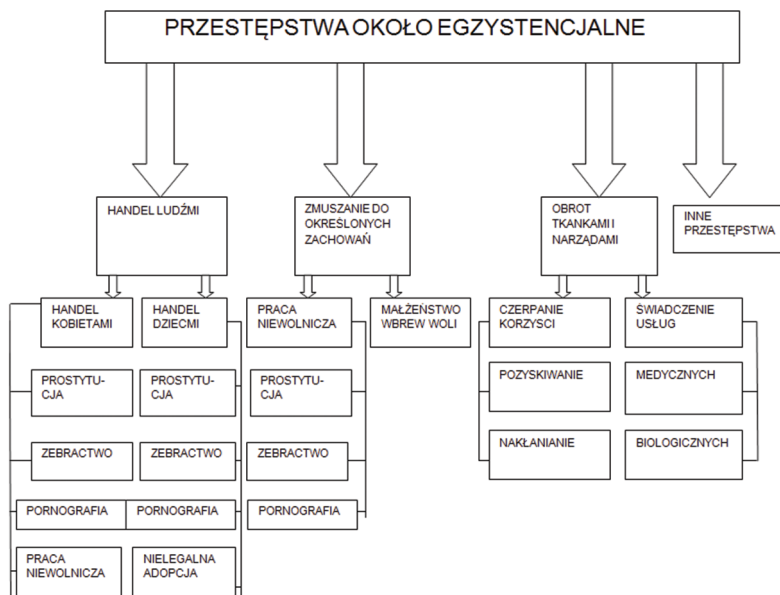 PRZESTĘPSTWA OKOŁO EGZYSTENCJALNE
HANDEL LUDŹMI
ZMUSZANIE DO
OKREŚLONYCH
ZACHOWAŃ
OBROT
TKANKAMI I
NARZĄDAMI
INNE
PRZESTĘPSTWA
HANDEL
KOBIETAMI
HANDEL
DZIECMI
PRACA
NIEWOLNICZA
MAŁŻEŃSTWO
WBREW WOLI
CZERPANIE
KORZYSCI
ŚWIADCZENIE
USŁUG
PROSTYTU-
CJA
PROSTYTU-
CJA
PROSTYTU-
CJA
POZYSKIWANIE
MEDYCZNYCH
ZEBRACTWO
ZEBRACTWO
ZEBRACTWO
NAKŁANIANIE
BIOLOGICZNYCH
PORNOGRAFIA
PORNOGRAFIA
PORNOGRAFIA
PRACA
NIEWOLNICZA
NIELEGALNA
ADOPCJA